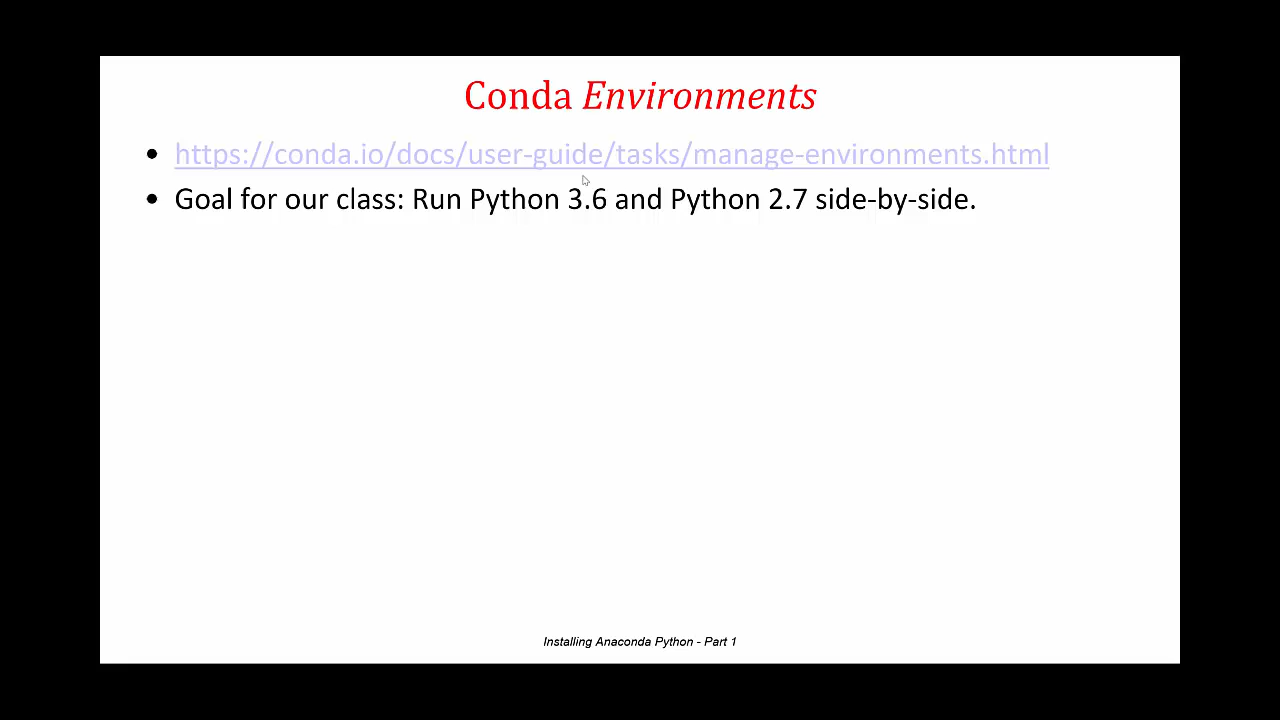 Conda Environments
• https://conda.io/docs/user-guide/tasks/manage-environments.html
• Goal for our class: Run Python 3.6 and Python 2.7 side-by-side.
Installing Anaconda Python - Part 1